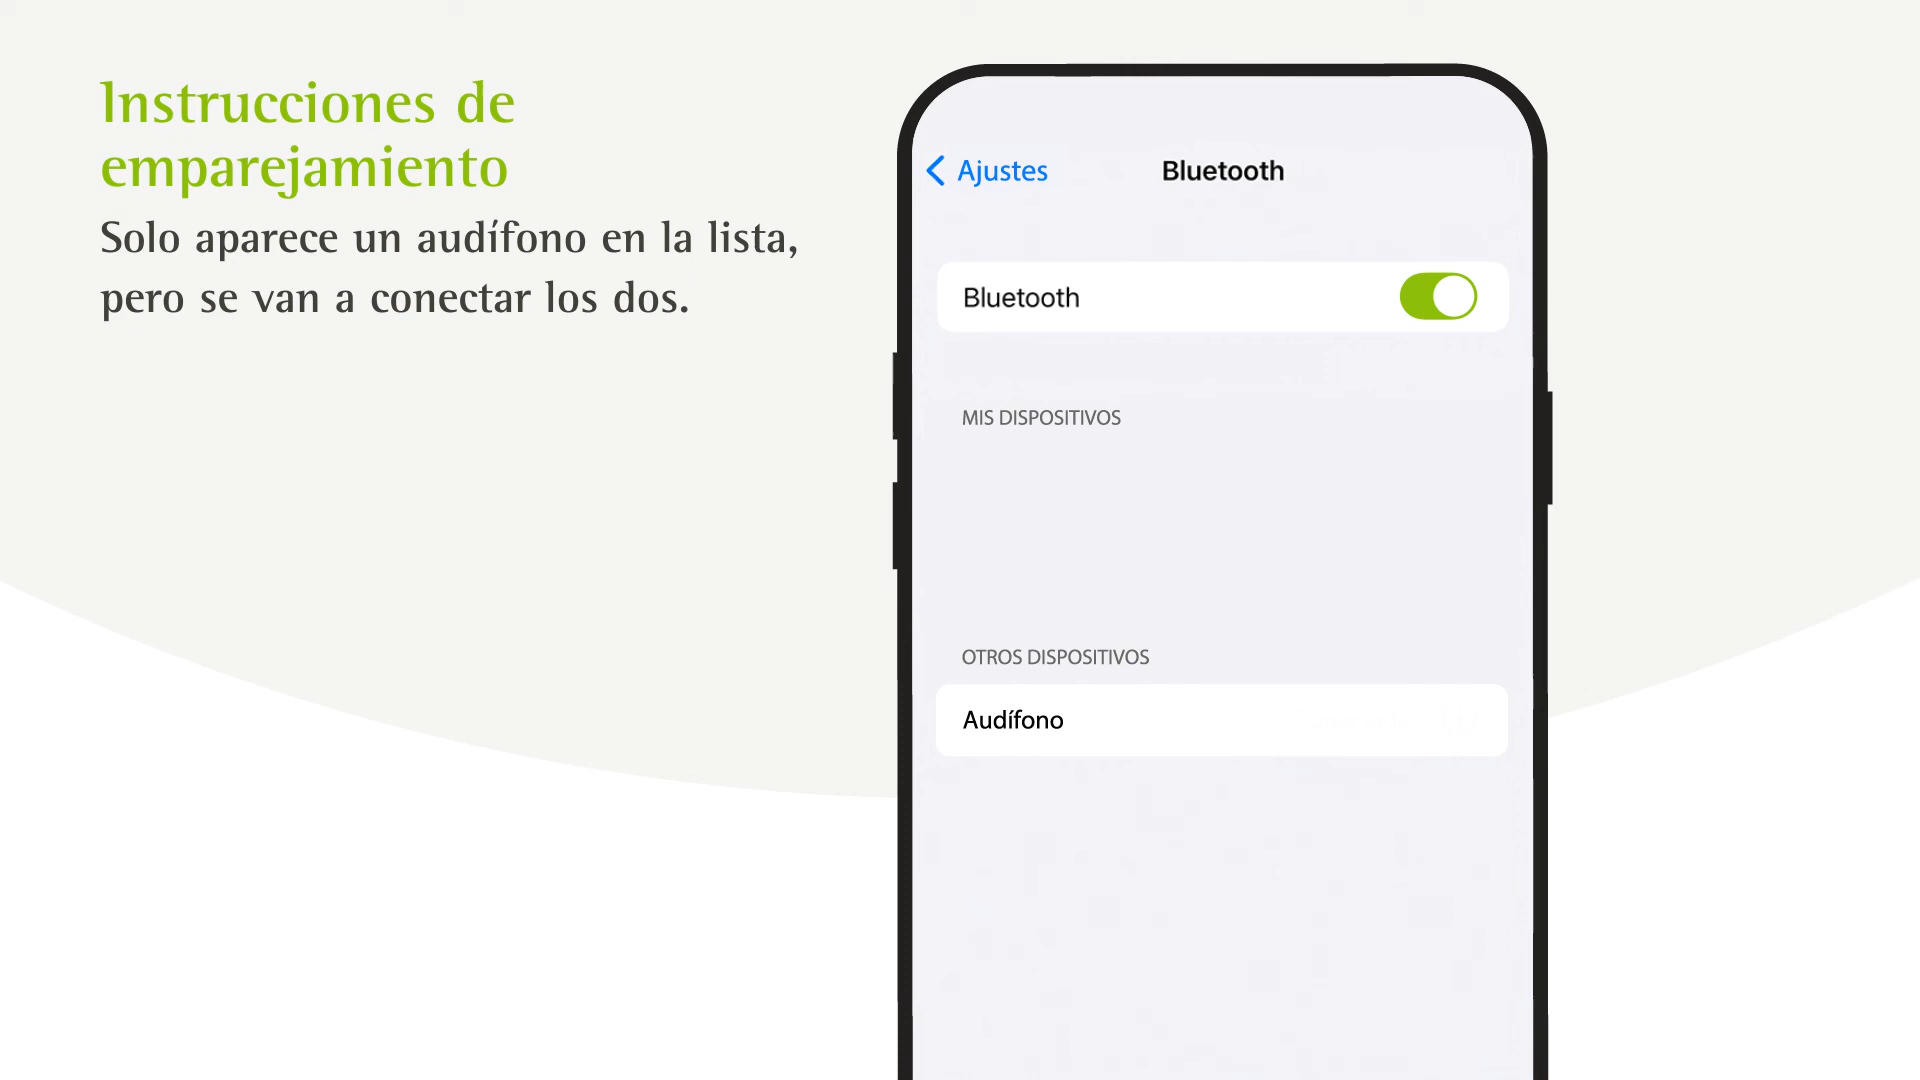 Instrucciones de
emparejamiento
Solo aparece un audífono en la lista,
pero se van a conectar los dos.
Ajustes
Bluetooth
Bluetooth
MIS DISPOSITIVOS
OTROS DISPOSITIVOS
Audífono